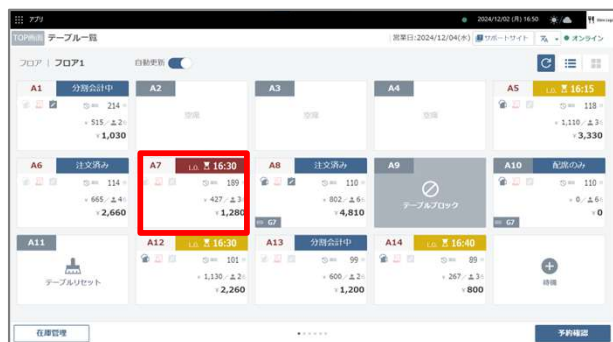 アプリ 2024/12/02 (月) 16:50
TOP画面 テーブル一覧 営業日:2024/12/04(水) サポートサイト オンライン
フロア | フロア1 自動更新
A1 分割会計中 A2 A3 A4 A5 L.O. 16:15
214 空席 空席 空席 118
515 / 2 1,110 / 3
¥1,030 ¥3,330
A6 注文済み A7 L.O. 16:30 A8 注文済み A9 A10 配席のみ
114 189 110 テーブルブロック 110
665 / 4 427 / 3 802 / 6 0 / 6
¥2,660 ¥1,280 G7 ¥4,810 G7 ¥0
A11 A12 L.O. 16:30 A13 分割会計中 A14 L.O. 16:40
テーブルリセット 101 99 89 待機
1,130 / 2 600 / 2 267 / 3
¥2,260 ¥1,200 ¥800
在庫管理 予約確認